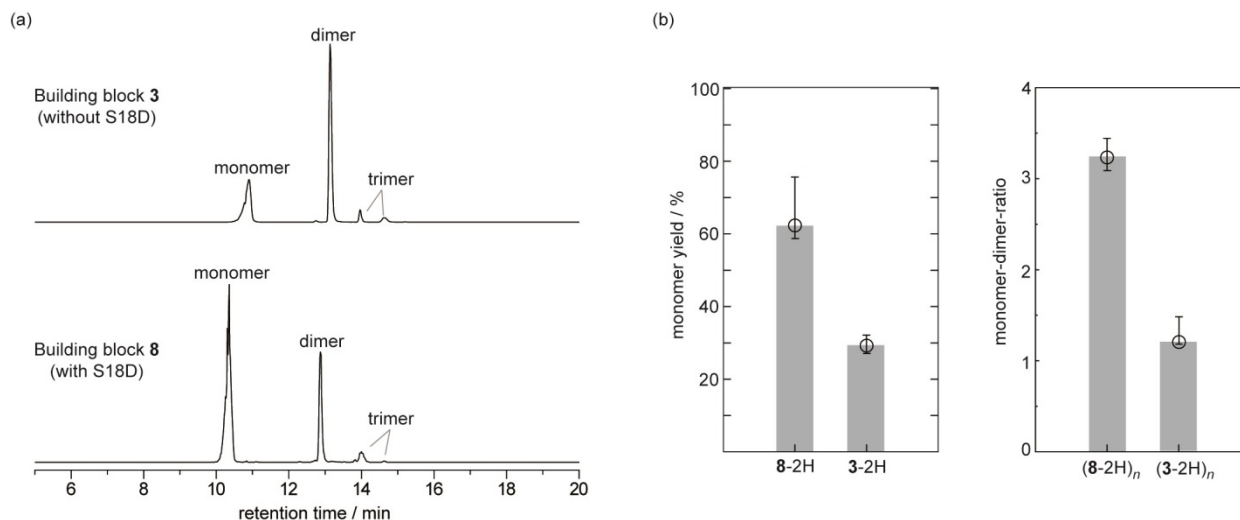 (a)
dimer
Building block 3
(without S18D)
monomer
trimer
monomer
Building block 8
(with S18D)
dimer
trimer
6 8 10 12 14 16 18 20
retention time / min
(b)
monomer yield / %
100
80
60
40
20
8-2H 3-2H
monomer-dimer-ratio
4
3
2
1
0
(8-2H)n (3-2H)n